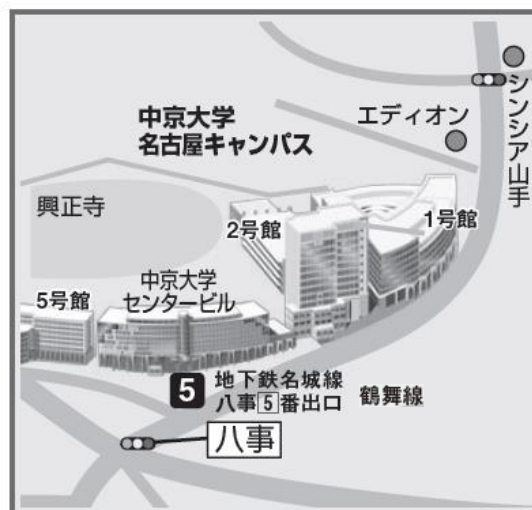 シンシア山手
エディオン
中京大学
名古屋キャンパス
興正寺
2号館
1号館
中京大学
センタービル
5号館
5
地下鉄名城線
八事5番出口
鶴舞線
八事